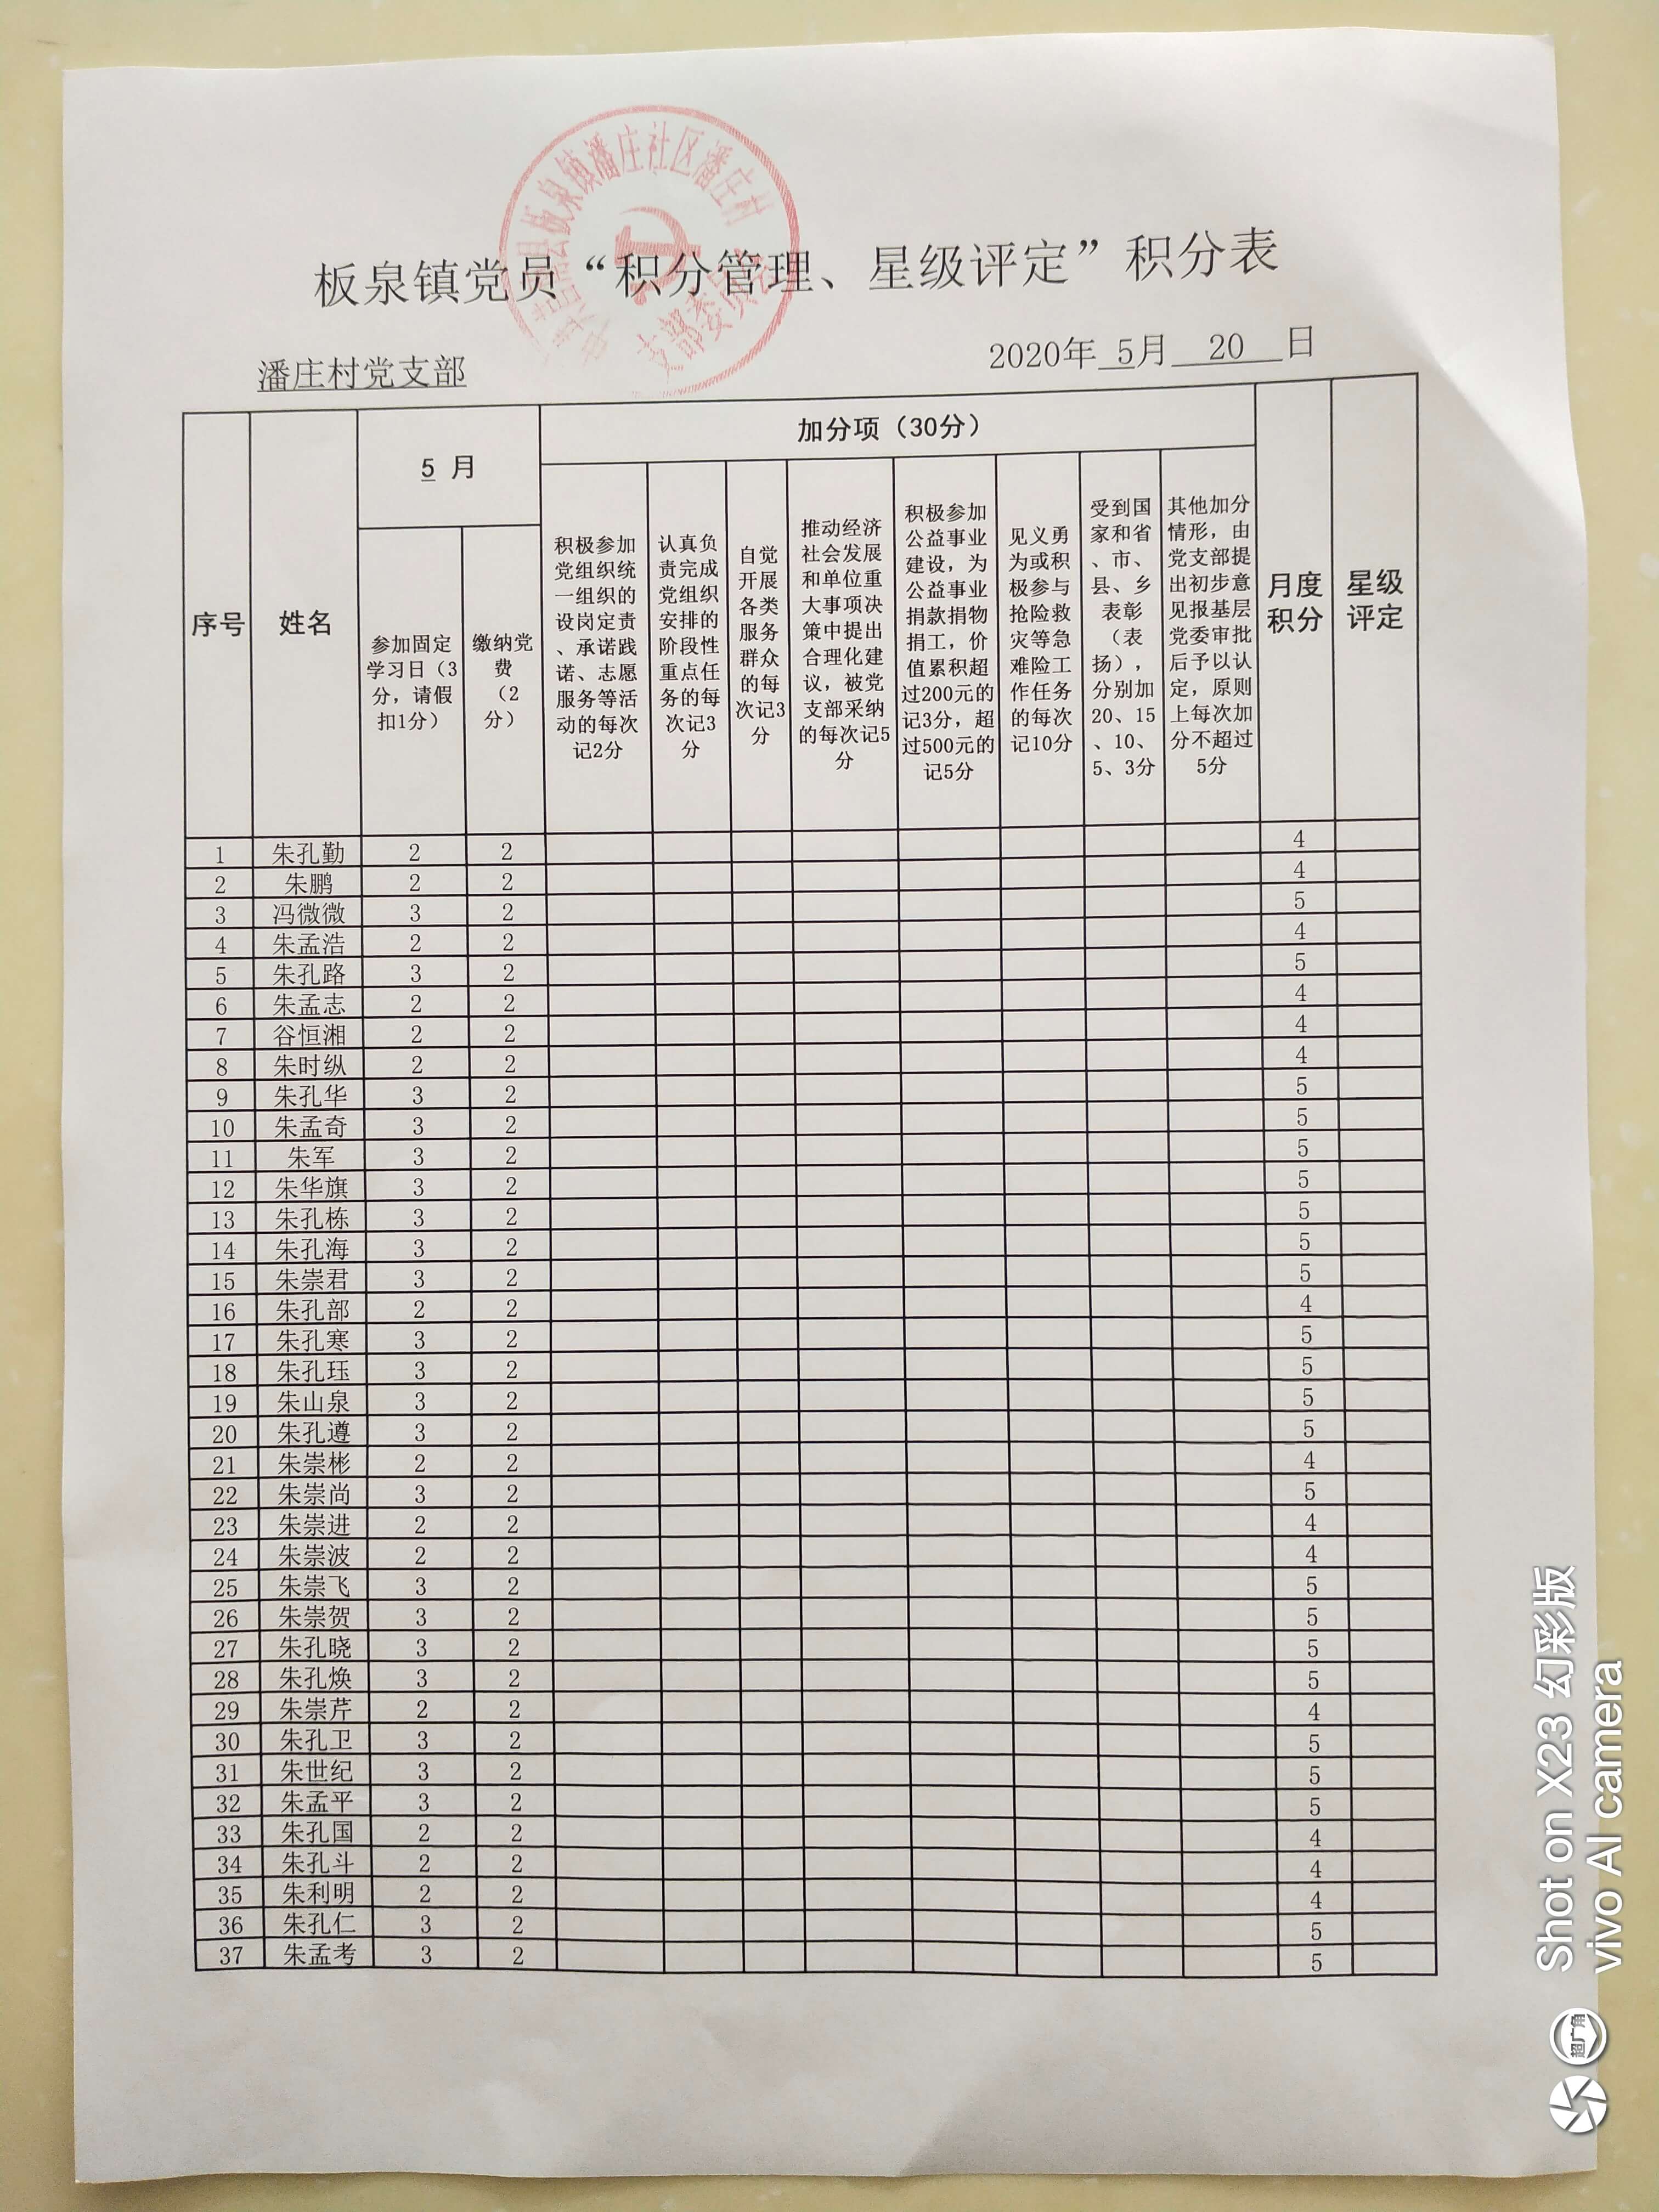 板泉镇党员“积分管理、星级评定”积分表
潘庄村党支部 2020年 5月 20 日
序号 姓名 5 月 加分项（30分） 月度积分 星级评定
参加固定
学习日（3
分，请假
扣1分）
缴纳党
费
（2
分）
积极参加
党组织统
一组织的
设岗定责
、承诺践
诺、志愿
服务等活
动的每次
记2分
认真负
责完成
党组织
安排的
阶段性
重点任
务的每
次记3
分
自觉
开展
各类
服务
群众
的每
次记3
分
推动经济
社会发展
和单位重
大事项决
策中提出
合理化建
议，被党
支部采纳
的每次记5
分
积极参加
公益事业
建设，为
公益事业
捐款捐物
捐工，价
值累积超
过200元的
记3分，超
过500元的
记5分
见义勇
为或积
极参与
抢险救
灾等急
难险工
作任务
的每次
记10分
受到国
家和省
、市、
县、乡
表彰
（表
扬），
分别加
20、15
、10、
5、3分
其他加分
情形，由
党支部提
出初步意
见报基层
党委审批
后予以认
定，原则
上每次加
分不超过
5分
1 朱孔勤 2 2 4
2 朱鹏 2 2 4
3 冯微微 3 2 5
4 朱孟浩 2 2 4
5 朱孔路 3 2 5
6 朱孟志 2 2 4
7 谷恒湘 2 2 4
8 朱时纵 2 2 4
9 朱孔华 3 2 5
10 朱孟奇 3 2 5
11 朱军 3 2 5
12 朱华旗 3 2 5
13 朱孔栋 3 2 5
14 朱孔海 3 2 5
15 朱崇君 3 2 5
16 朱孔部 2 2 4
17 朱孔寒 3 2 5
18 朱孔珏 3 2 5
19 朱山泉 3 2 5
20 朱孔遵 3 2 5
21 朱崇彬 2 2 4
22 朱崇尚 3 2 5
23 朱崇进 2 2 4
24 朱崇波 2 2 4
25 朱崇飞 3 2 5
26 朱崇贺 3 2 5
27 朱孔晓 3 2 5
28 朱孔焕 3 2 5
29 朱崇芹 2 2 4
30 朱孔卫 3 2 5
31 朱世纪 3 2 5
32 朱孟平 3 2 5
33 朱孔国 2 2 4
34 朱孔斗 2 2 4
35 朱利明 2 2 4
36 朱孔仁 3 2 5
37 朱孟考 3 2 5
板泉镇潘庄社区潘庄村
支部委员会
超广角
Shot on X23 幻彩版
vivo AI camera